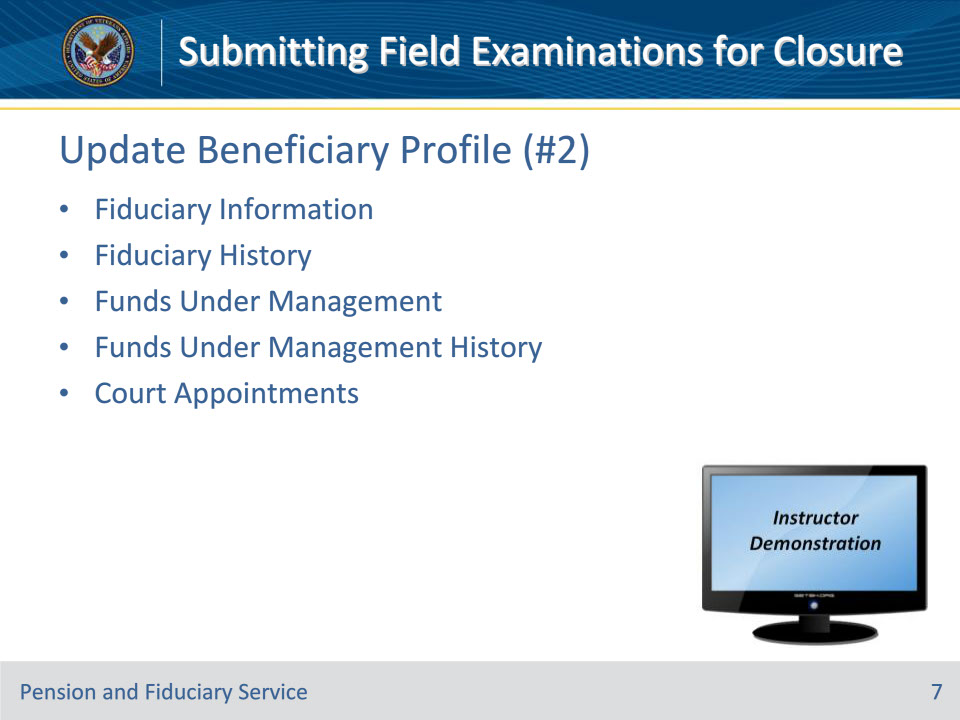 Submitting Field Examinations for Closure
Update Beneficiary Profile (#2)
• Fiduciary Information
• Fiduciary History
• Funds Under Management
• Funds Under Management History
• Court Appointments
Instructor
Demonstration
Pension and Fiduciary Service
7